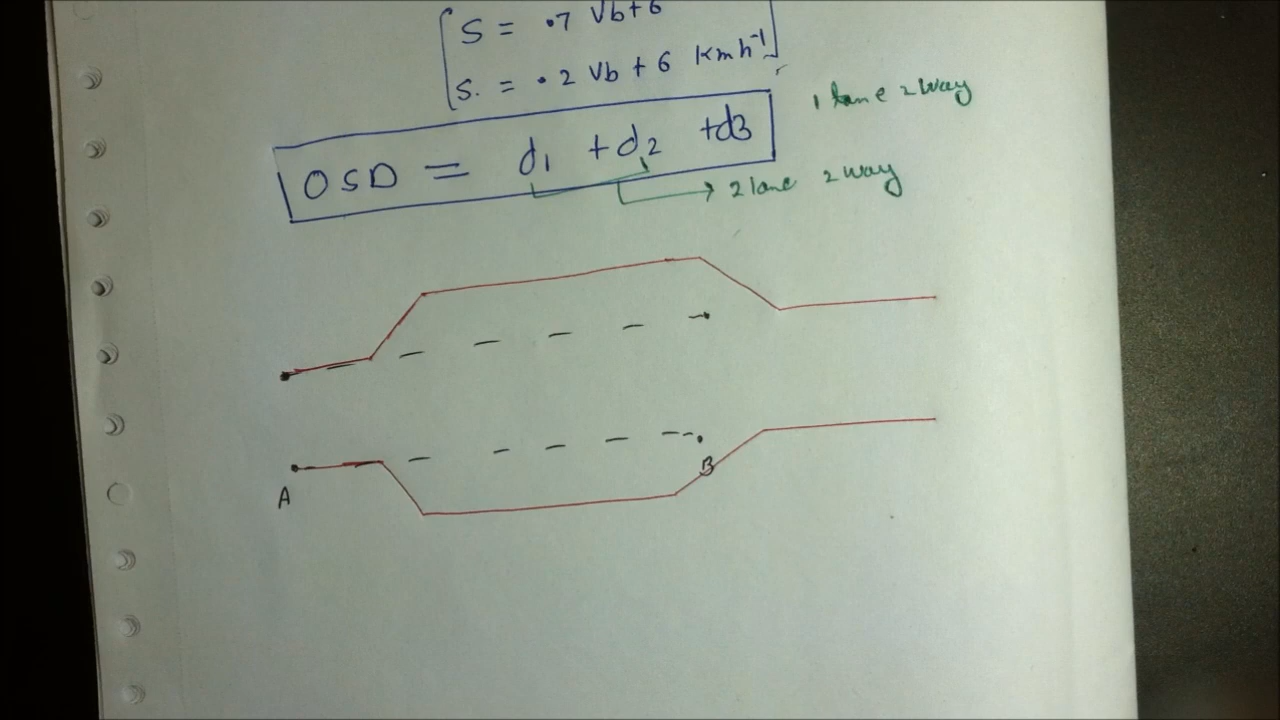 S = .7 Vb+6
S. = .2 Vb + 6 kmh⁻¹
1 lane 2 way
OSD = d₁ + d₂ + d3
2 lane 2 way
A
B